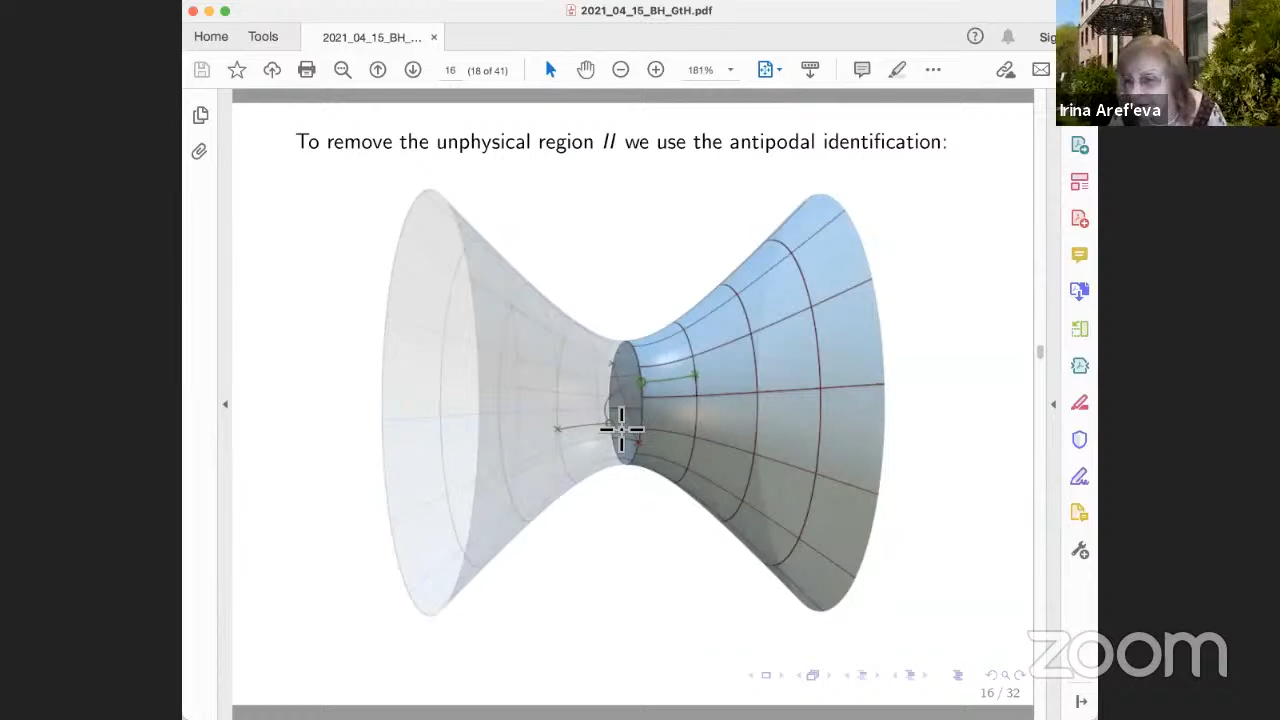 2021_04_15_BH_GtH.pdf
Home
Tools
2021_04_15_BH_...
Sig
16
(18 of 41)
181%
Irina Aref'eva
To remove the unphysical region II we use the antipodal identification:
16 / 32
zoom